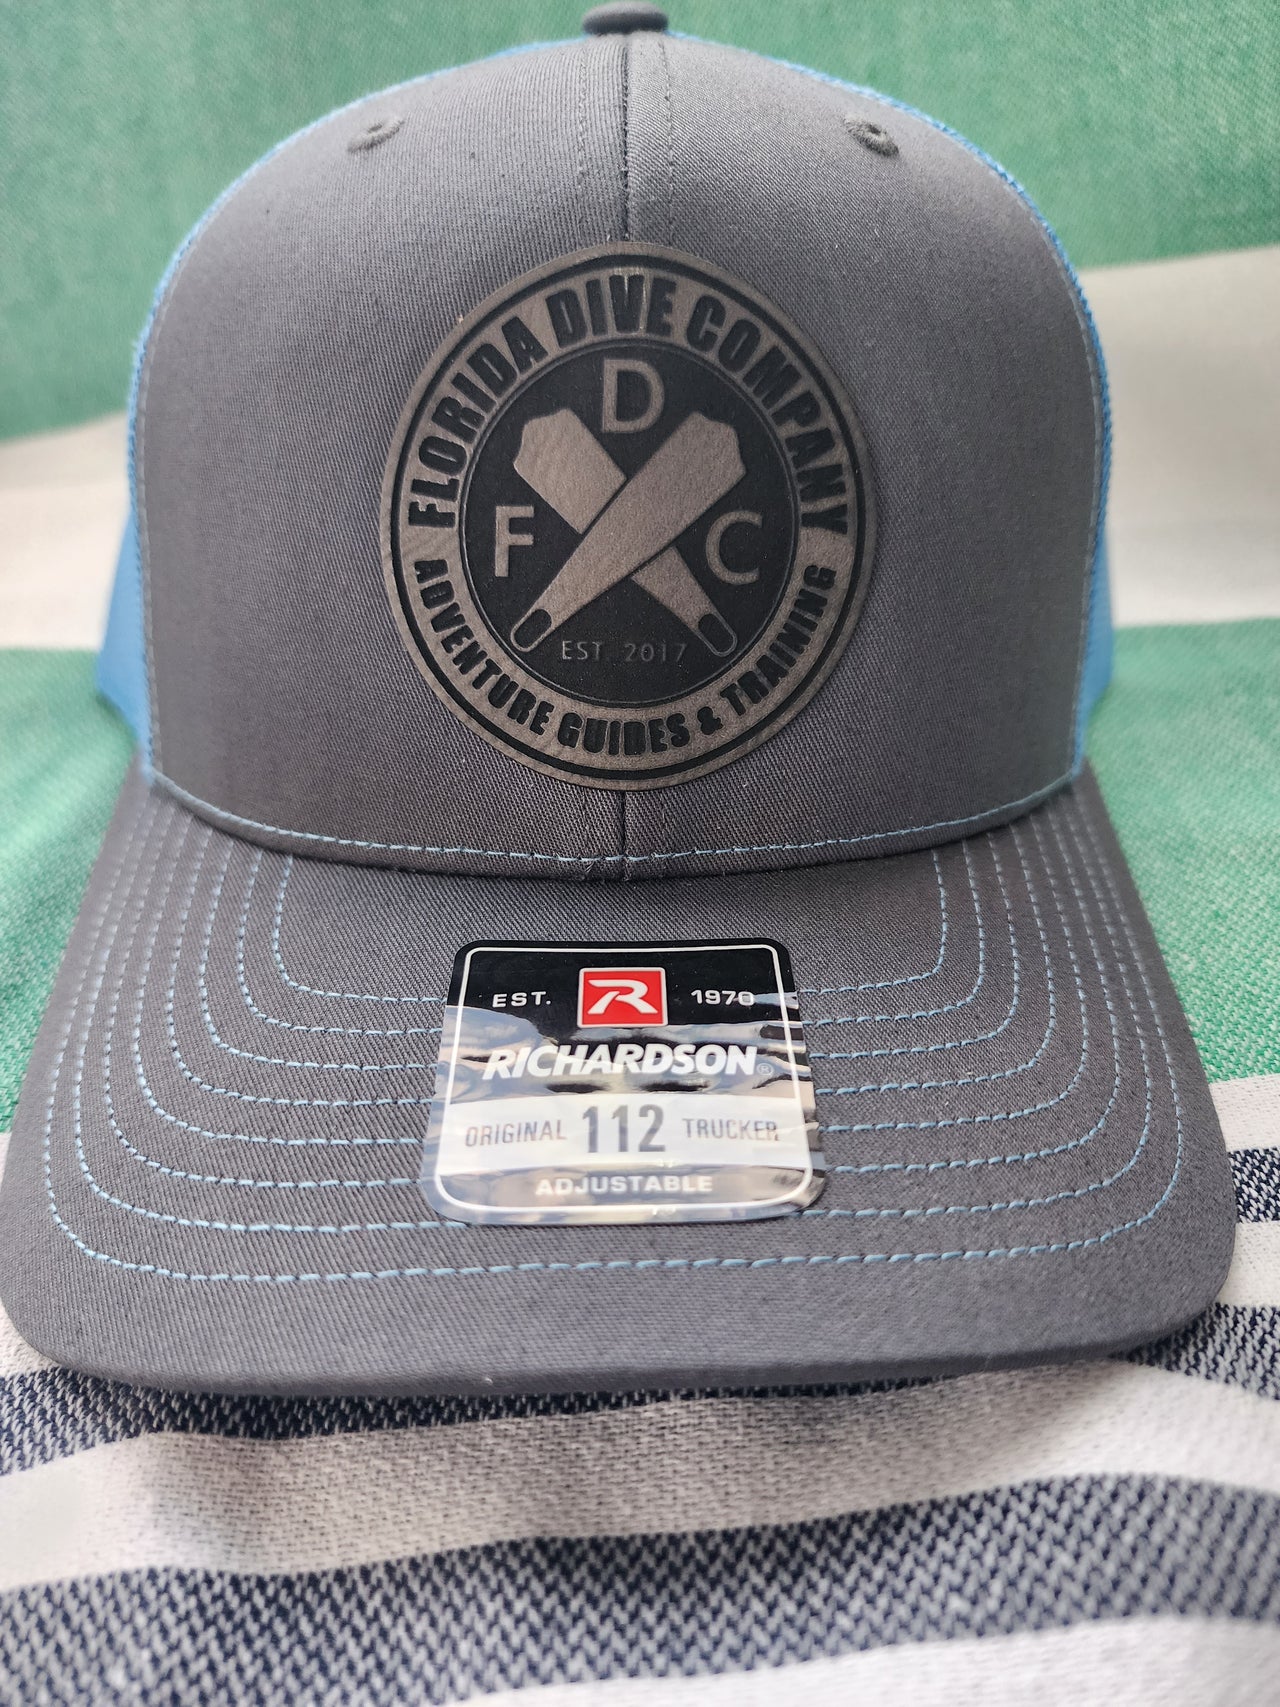 FLORIDA DIVE COMPANY
D
F C
EST. 2017
ADVENTURE GUIDES & TRAINING
EST. R 1970
RICHARDSON®
ORIGINAL 112 TRUCKER
ADJUSTABLE